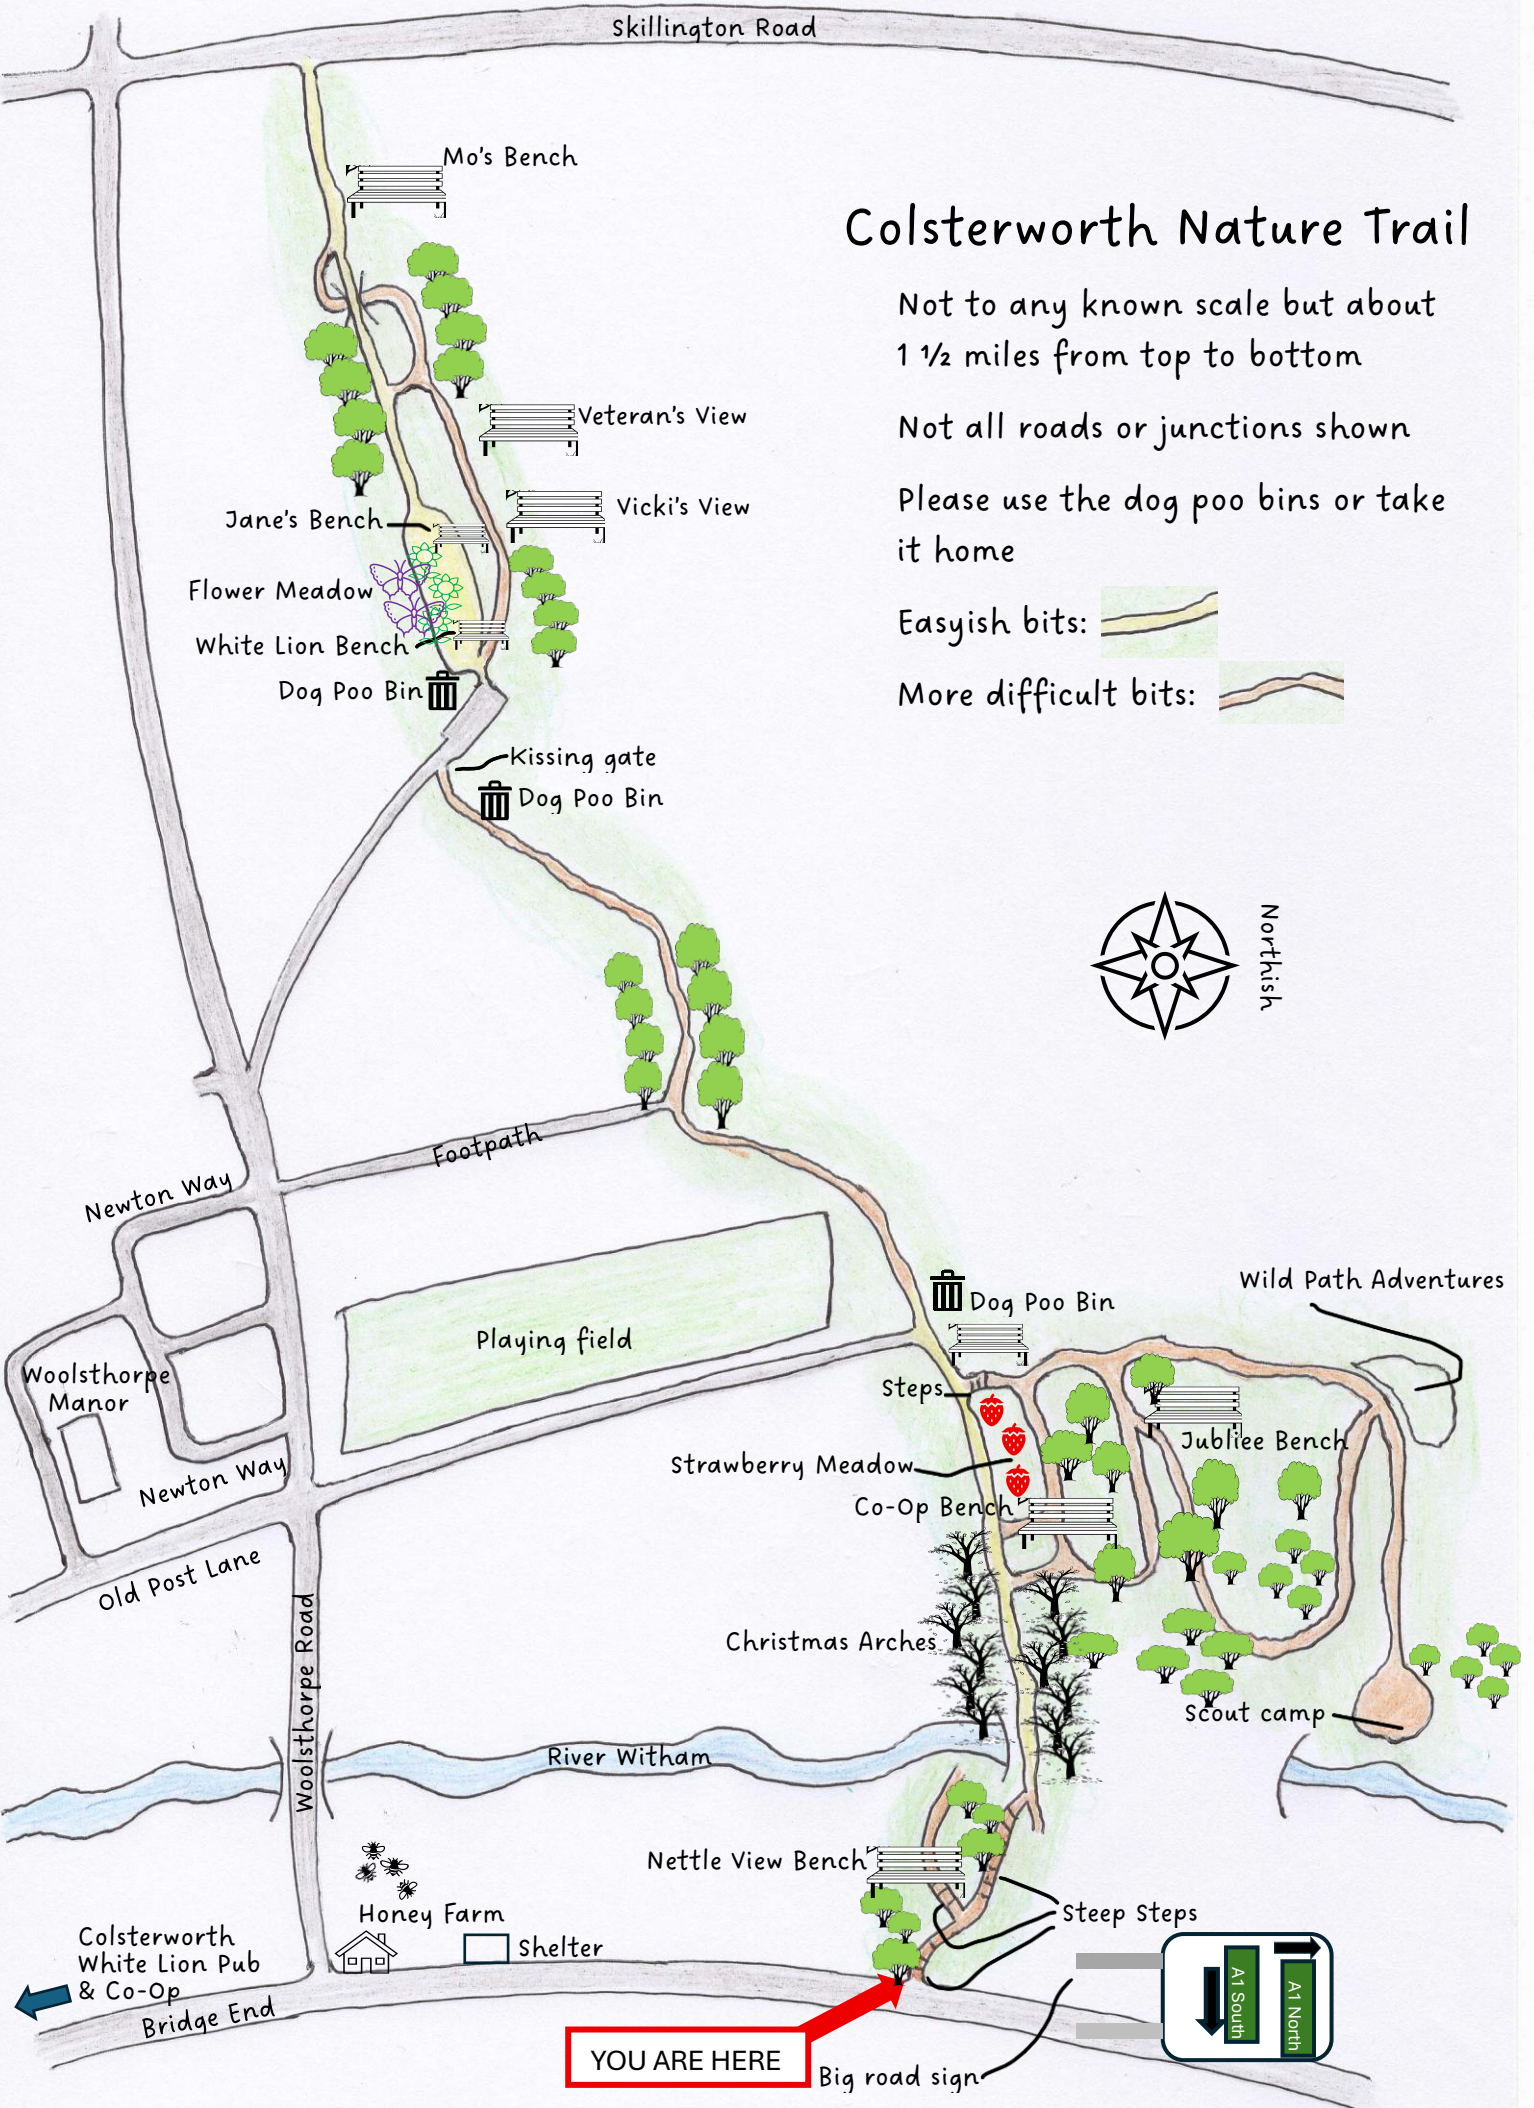 Skillington Road
Mo's Bench
Colsterworth Nature Trail
Not to any known scale but about
1 ½ miles from top to bottom
Not all roads or junctions shown
Please use the dog poo bins or take
it home
Easyish bits:
More difficult bits:
Veteran's View
Vicki's View
Jane's Bench
Flower Meadow
White Lion Bench
Dog Poo Bin
Kissing gate
Dog Poo Bin
Northish
Footpath
Newton Way
Wild Path Adventures
Dog Poo Bin
Playing field
Woolsthorpe
Manor
Steps
Jubliee Bench
Strawberry Meadow
Newton Way
Co-Op Bench
Old Post Lane
Woolsthorpe Road
Christmas Arches
Scout camp
River Witham
Nettle View Bench
Steep Steps
Honey Farm
Shelter
Colsterworth
White Lion Pub
& Co-Op
Bridge End
A1 South
A1 North
YOU ARE HERE
Big road sign